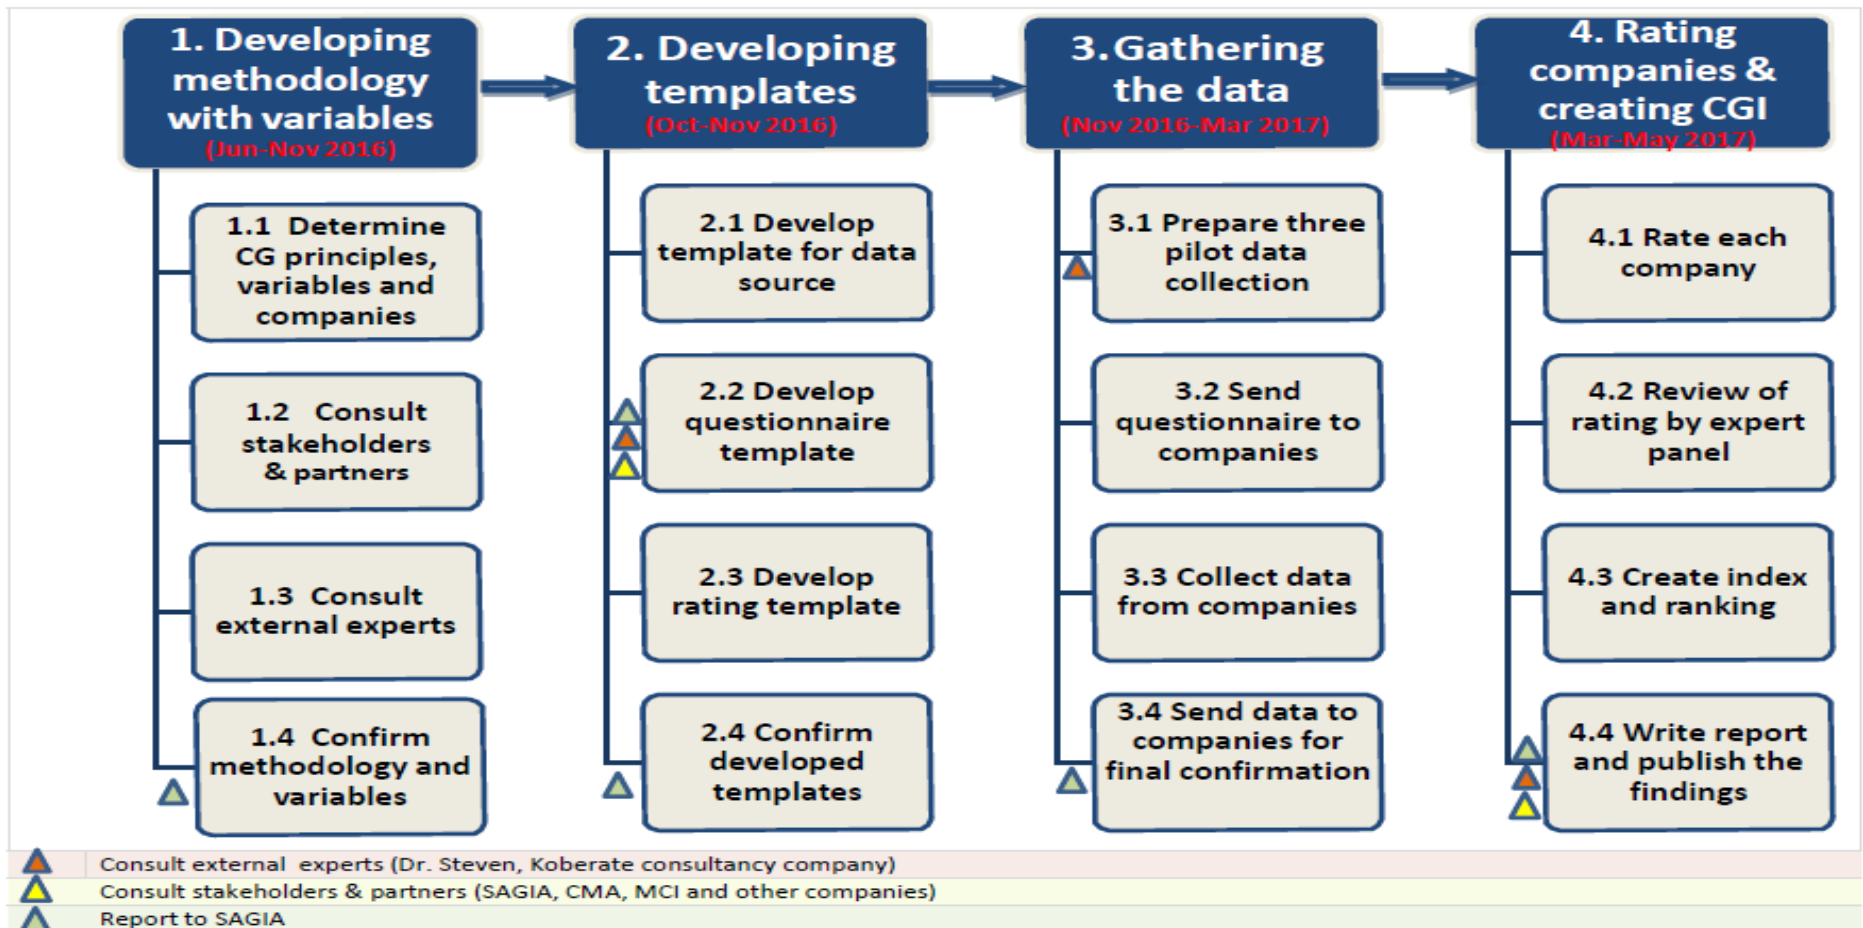 1. Developing
methodology
with variables
(Jun-Nov 2016)
1.1 Determine
CG principles,
variables and
companies
1.2 Consult
stakeholders
& partners
1.3 Consult
external experts
1.4 Confirm
methodology and
variables
2. Developing
templates
(Oct-Nov 2016)
2.1 Develop
template for data
source
2.2 Develop
questionnaire
template
2.3 Develop
rating template
2.4 Confirm
developed
templates
3.Gathering
the data
(Nov 2016-Mar 2017)
3.1 Prepare three
pilot data
collection
3.2 Send
questionnaire to
companies
3.3 Collect data
from companies
3.4 Send data to
companies for
final confirmation
4. Rating
companies &
creating CGI
(Mar-May 2017)
4.1 Rate each
company
4.2 Review of
rating by expert
panel
4.3 Create index
and ranking
4.4 Write report
and publish the
findings
Consult external experts (Dr. Steven, Koberate consultancy company)
Consult stakeholders & partners (SAGIA, CMA, MCI and other companies)
Report to SAGIA